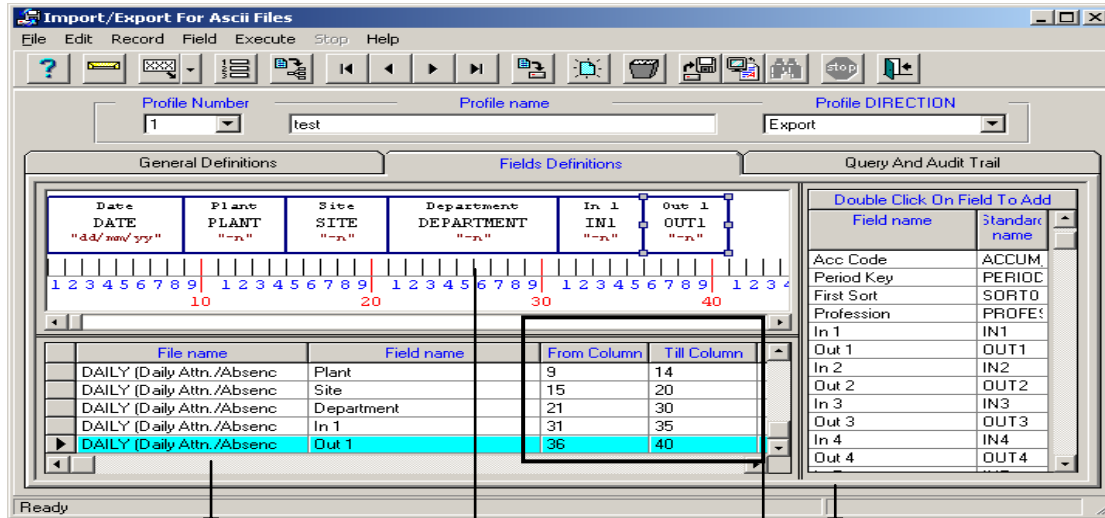 Import/Export For Ascii Files
File Edit Record Field Execute Stop Help
? XXX stop
Profile Number Profile name Profile DIRECTION
1 test Export
General Definitions Fields Definitions Query And Audit Trail
Date Plant Site Department In 1 Out 1
DATE PLANT SITE DEPARTMENT IN1 OUT1
"dd/mm/yy" "-n" "-n" "-n" "-n" "-n"
1 2 3 4 5 6 7 8 9 1 2 3 4 5 6 7 8 9 1 2 3 4 5 6 7 8 9 1 2 3 4 5 6 7 8 9 1 2 3 4
10 20 30 40
File name Field name From Column Till Column
DAILY (Daily Attn./Absenc Plant 9 14
DAILY (Daily Attn./Absenc Site 15 20
DAILY (Daily Attn./Absenc Department 21 30
DAILY (Daily Attn./Absenc In 1 31 35
DAILY (Daily Attn./Absenc Out 1 36 40
Double Click On Field To Add
Field name Standard
name
Acc Code ACCUM_
Period Key PERIOD
First Sort SORT0
Profession PROFES
In 1 IN1
Out 1 OUT1
In 2 IN2
Out 2 OUT2
In 3 IN3
Out 3 OUT3
In 4 IN4
Out 4 OUT4
Ready